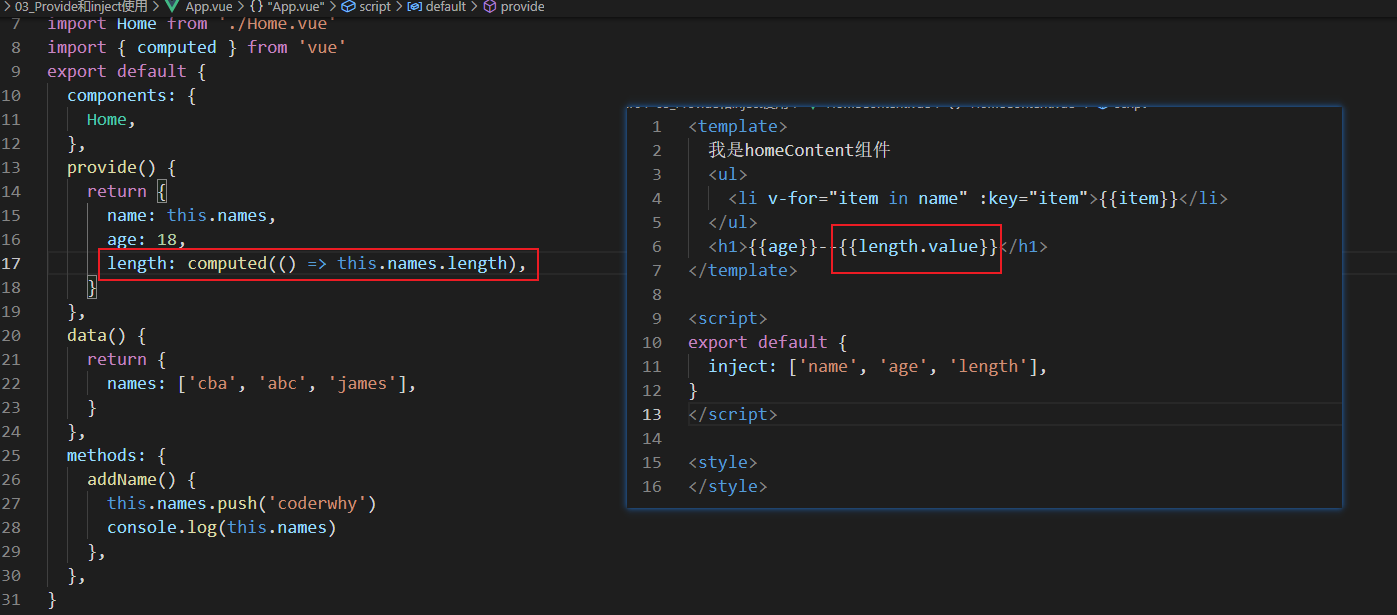 03_Provide和inject使用 > App.vue > {} "App.vue" > script > default > provide
7 import Home from './Home.vue'
8 import { computed } from 'vue'
9 export default {
10 components: {
11 Home,
12 },
13 provide() {
14 return {
15 name: this.names,
16 age: 18,
17 length: computed(() => this.names.length),
18 }
19 },
20 data() {
21 return {
22 names: ['cba', 'abc', 'james'],
23 }
24 },
25 methods: {
26 addName() {
27 this.names.push('coderwhy')
28 console.log(this.names)
29 },
30 },
31 }
1 <template>
2 我是homeContent组件
3 <ul>
4 <li v-for="item in name" :key="item">{{item}}</li>
5 </ul>
6 <h1>{{age}}--{{length.value}}</h1>
7 </template>
8
9 <script>
10 export default {
11 inject: ['name', 'age', 'length'],
12 }
13 </script>
14
15 <style>
16 </style>